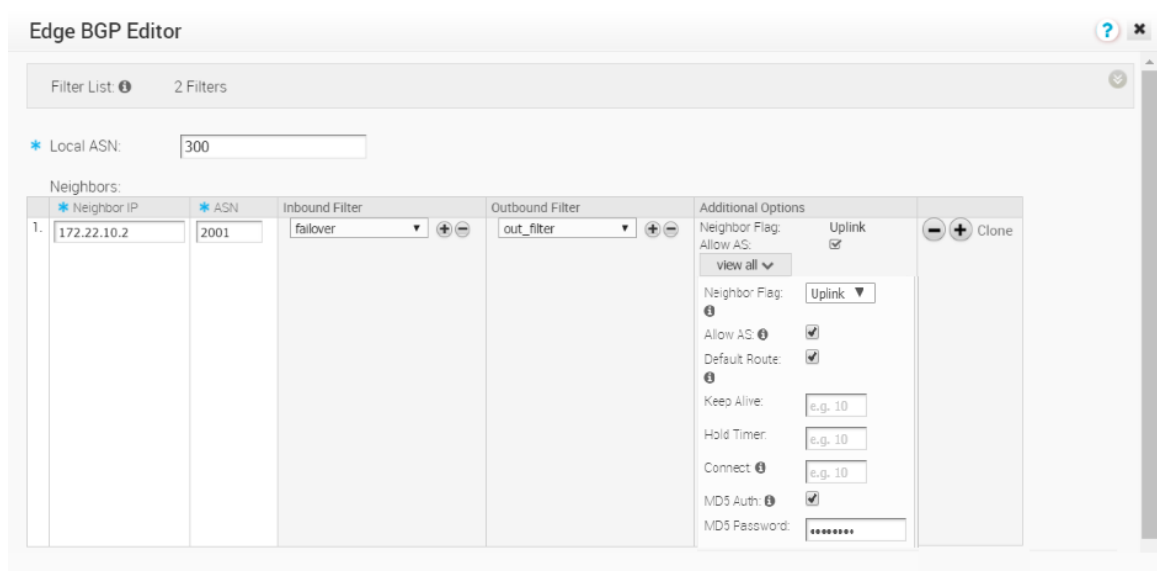 Edge BGP Editor
?
Filter List: 2 Filters
* Local ASN: 300
Neighbors:
* Neighbor IP * ASN Inbound Filter Outbound Filter Additional Options
1. 172.22.10.2 2001 failover out_filter Neighbor Flag: Uplink Clone
Allow AS:
view all
Neighbor Flag: Uplink
Allow AS:
Default Route:
Keep Alive: e.g. 10
Hold Timer: e.g. 10
Connect: e.g. 10
MD5 Auth:
MD5 Password: ••••••••